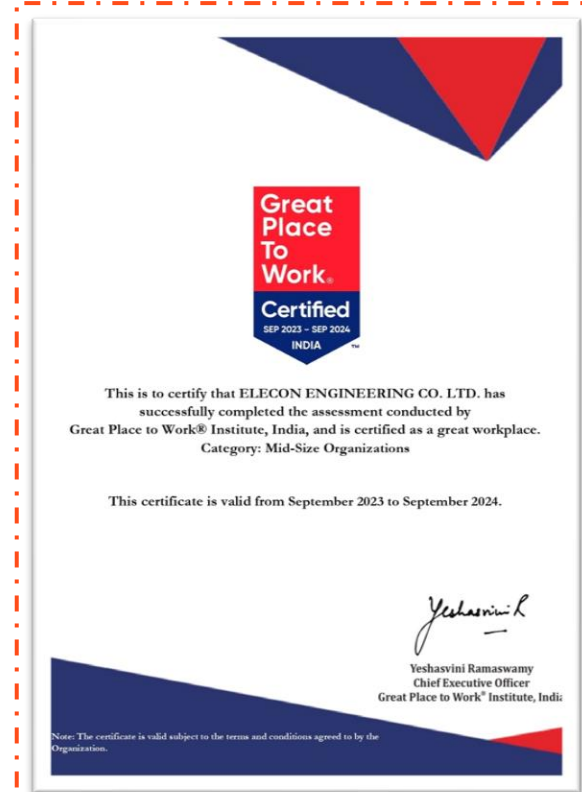 Great
Place
To
Work®
Certified
SEP 2023 – SEP 2024
INDIA ™
This is to certify that ELECON ENGINEERING CO. LTD. has
successfully completed the assessment conducted by
Great Place to Work® Institute, India, and is certified as a great workplace.
Category: Mid-Size Organizations
This certificate is valid from September 2023 to September 2024.
Yeshasvini R
Yeshasvini Ramaswamy
Chief Executive Officer
Great Place to Work® Institute, India
Note: The certificate is valid subject to the terms and conditions agreed to by the
Organization.